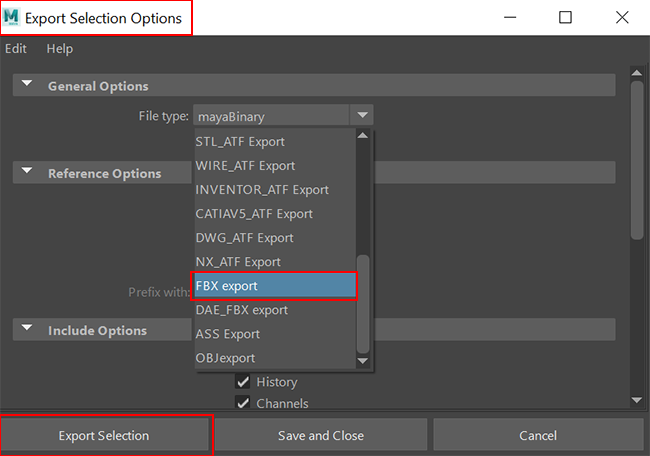 Export Selection Options
Edit Help
General Options
File type: mayaBinary
STL_ATF Export
WIRE_ATF Export
Reference Options
INVENTOR_ATF Export
CATIAV5_ATF Export
DWG_ATF Export
NX_ATF Export
Prefix with: FBX export
DAE_FBX export
Include Options
ASS Export
OBJexport
History
Channels
Export Selection Save and Close Cancel